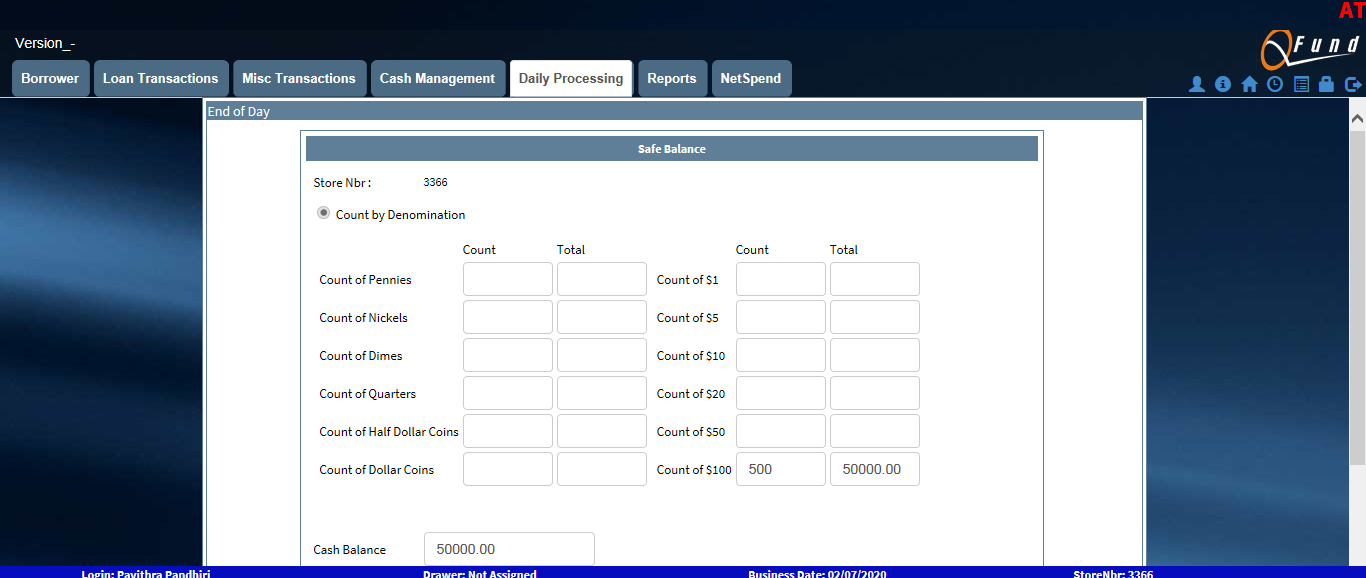 AT
Version_-
QFund
Borrower Loan Transactions Misc Transactions Cash Management Daily Processing Reports NetSpend
End of Day
Safe Balance
Store Nbr : 3366
Count by Denomination
Count Total Count Total
Count of Pennies Count of $1
Count of Nickels Count of $5
Count of Dimes Count of $10
Count of Quarters Count of $20
Count of Half Dollar Coins Count of $50
Count of Dollar Coins Count of $100 500 50000.00
Cash Balance 50000.00
Login: Pavithra Pandhiri Drawer: Not Assigned Business Date: 02/07/2020 StoreNbr: 3366